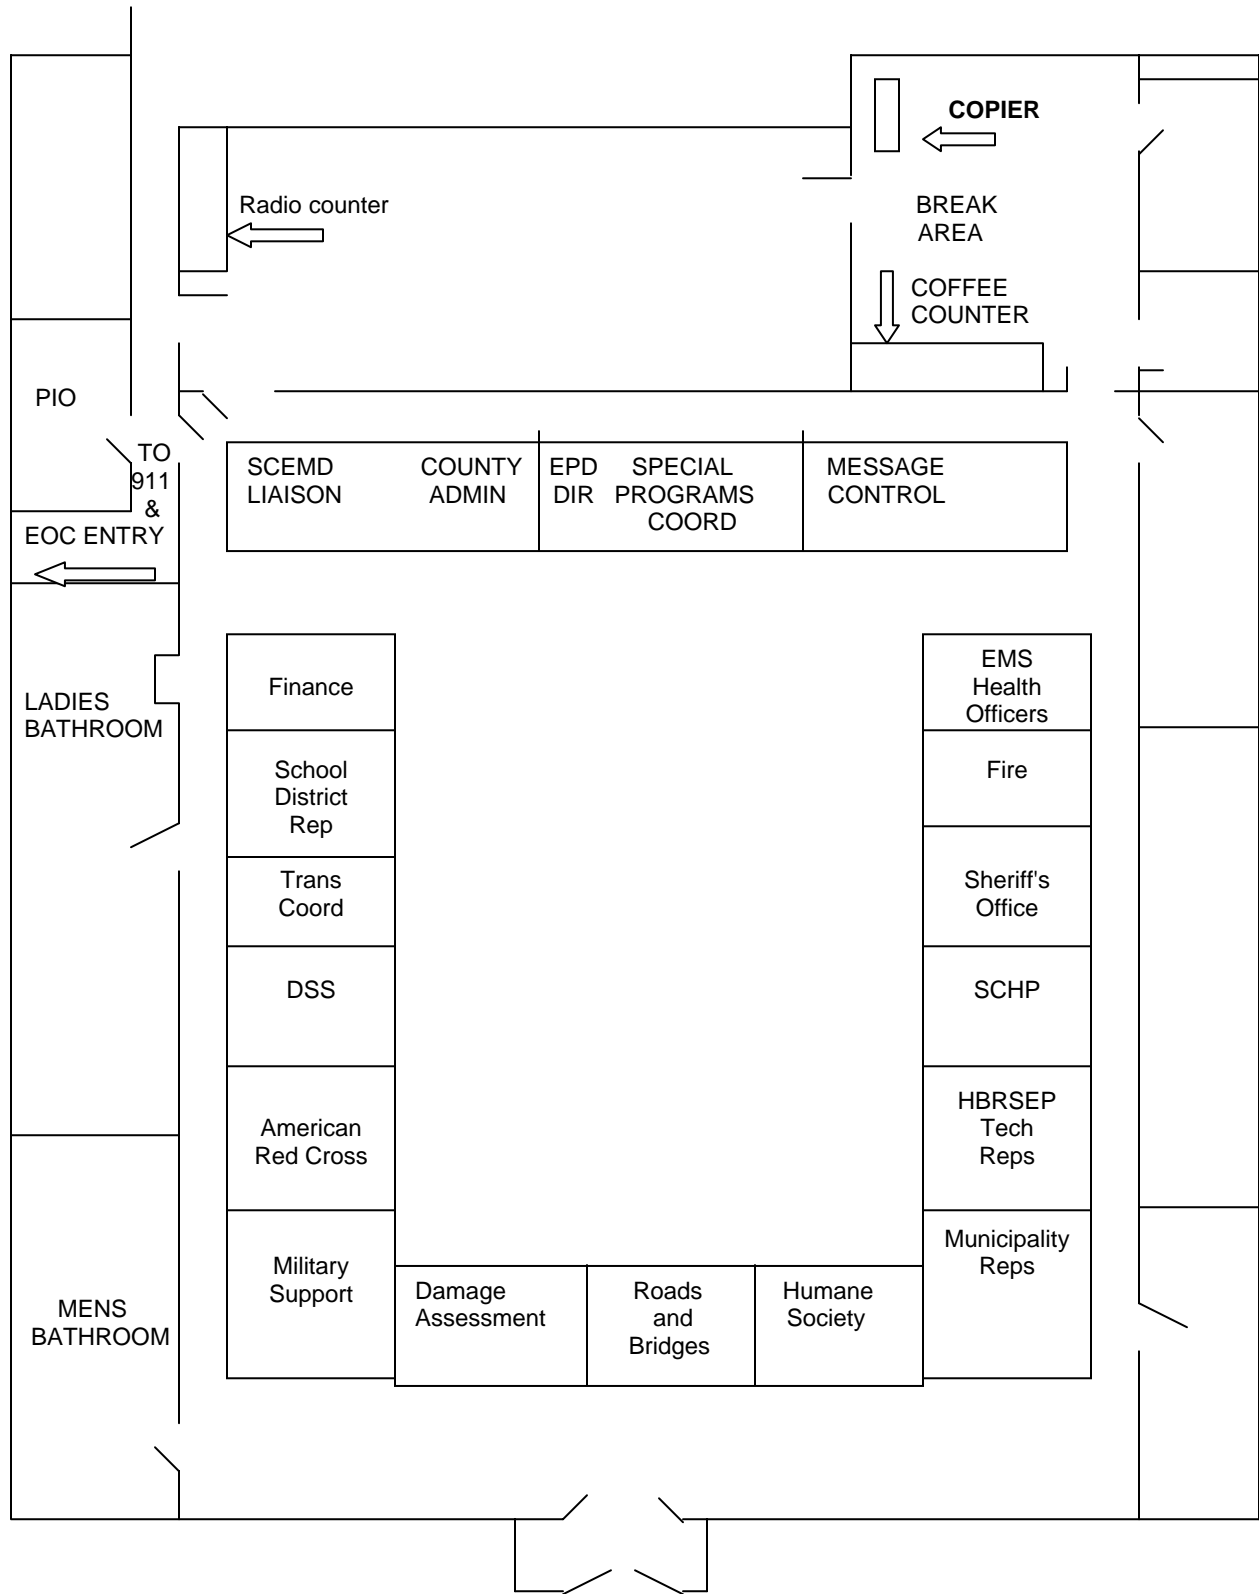 COPIER
Radio counter
BREAK
AREA
COFFEE
COUNTER
PIO
TO
911
&
EOC ENTRY
SCEMD
LIAISON
COUNTY
ADMIN
EPD
DIR
SPECIAL
PROGRAMS
COORD
MESSAGE
CONTROL
LADIES
BATHROOM
Finance
School
District
Rep
Trans
Coord
DSS
American
Red Cross
Military
Support
EMS
Health
Officers
Fire
Sheriff's
Office
SCHP
HBRSEP
Tech
Reps
Municipality
Reps
MENS
BATHROOM
Damage
Assessment
Roads
and
Bridges
Humane
Society